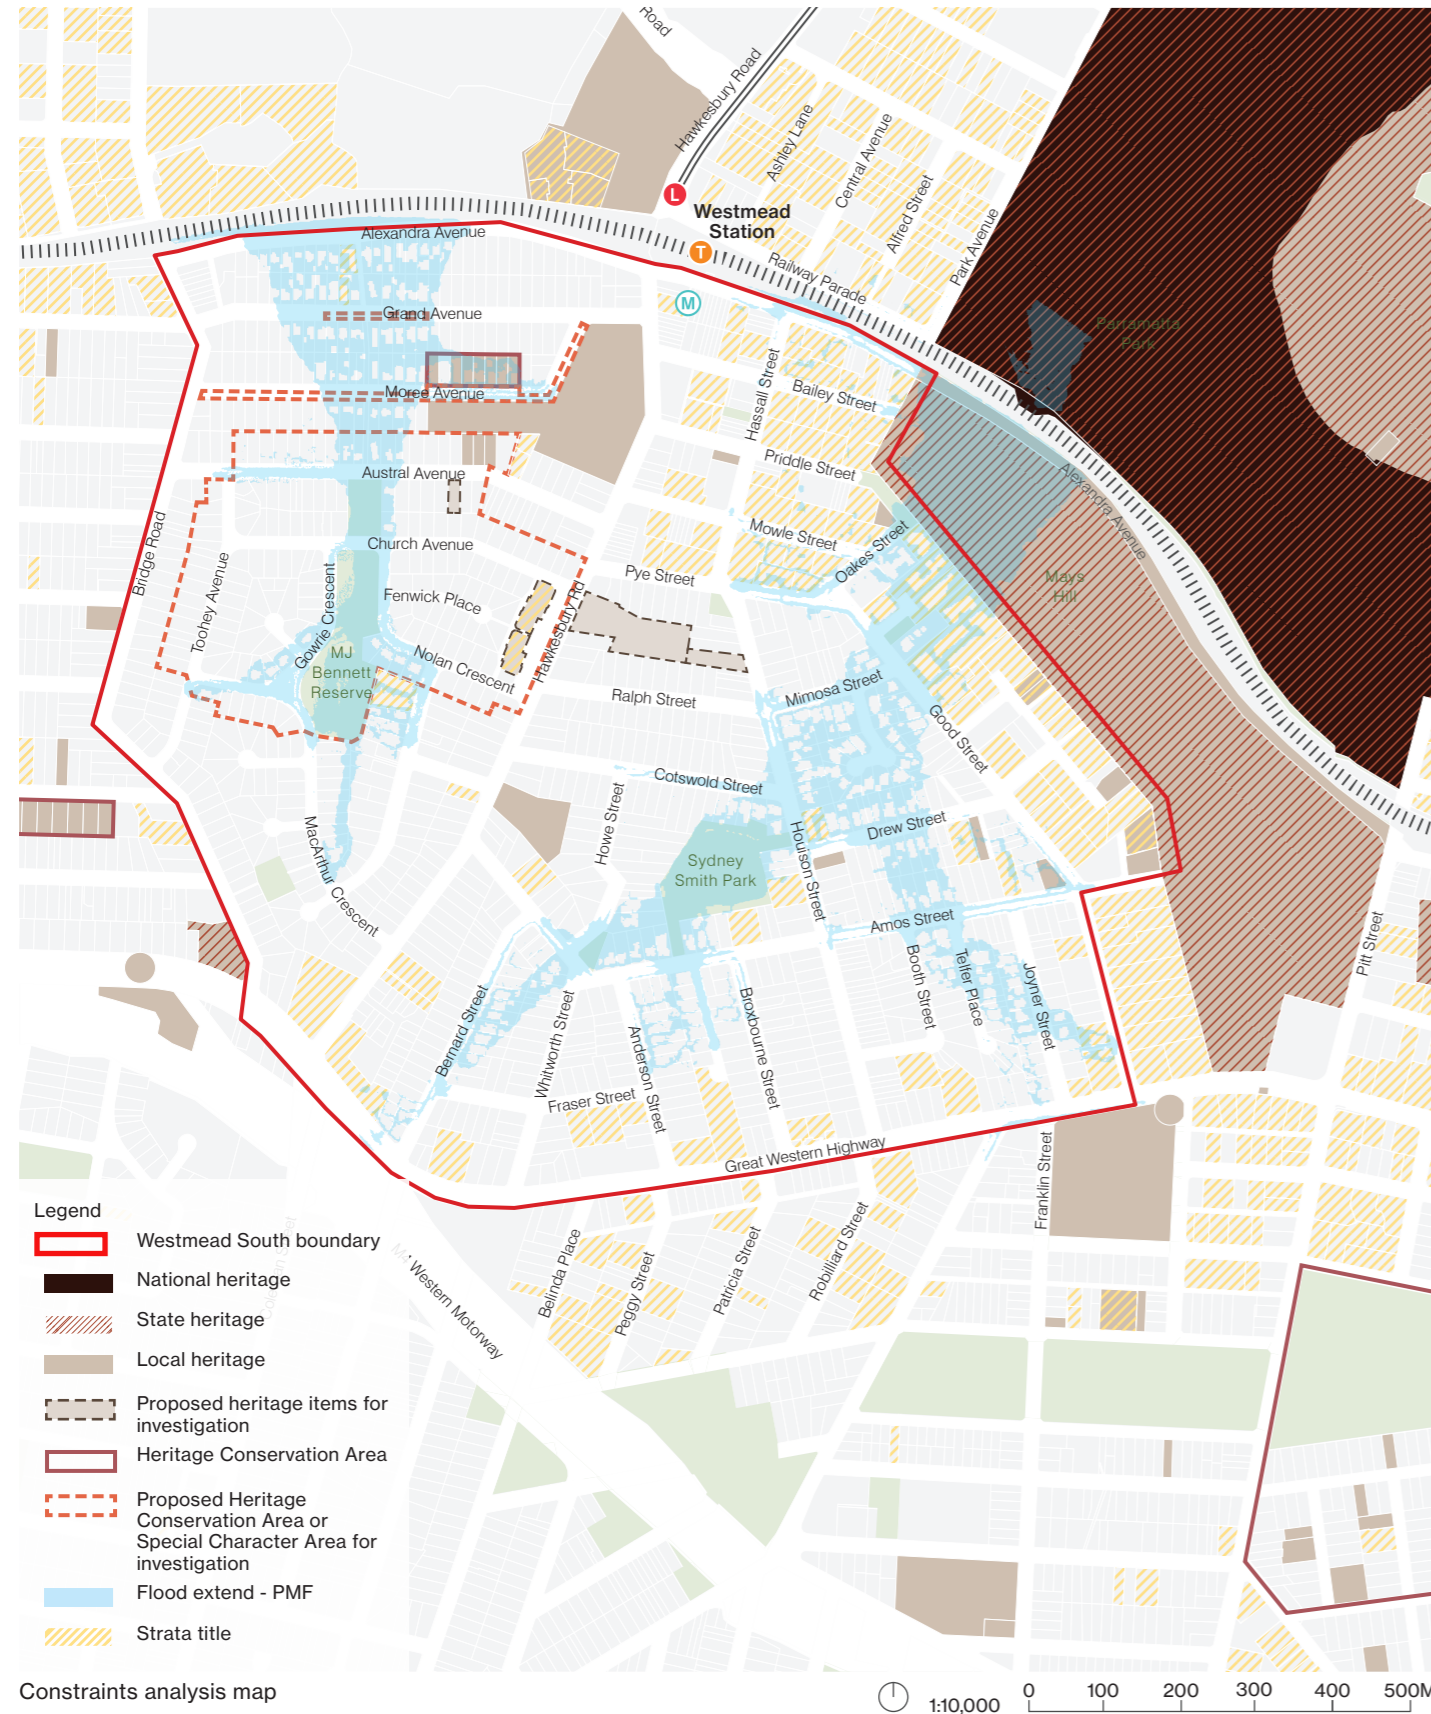 Road
Hawkesbury Road
Ashley Lane
Central Avenue
Alfred Street
Park Avenue
L
Westmead
Station
T
Railway Parade
Alexandra Avenue
M
Grand Avenue
Parramatta
Park
Hassall Street
Bailey Street
Moree Avenue
Priddle Street
Austral Avenue
Alexandra Avenue
Mowle Street
Oakes Street
Church Avenue
Bridge Road
Toohey Avenue
Gowrie Crescent
Fenwick Place
Pye Street
Mays
Hill
Hawkesbury Rd
MJ
Bennett
Reserve
Nolan Crescent
Ralph Street
Mimosa Street
Good Street
Cotswold Street
Howe Street
MacArthur Crescent
Houison Street
Drew Street
Sydney
Smith Park
Amos Street
Pitt Street
Booth Street
Telfer Place
Joyner Street
Bernard Street
Whitworth Street
Anderson Street
Broxbourne Street
Fraser Street
Great Western Highway
Franklin Street
Belinda Place
Peggy Street
Patricia Street
Robilliard Street
M4 Western Motorway
Legend
Westmead South boundary
National heritage
State heritage
Local heritage
Proposed heritage items for
investigation
Heritage Conservation Area
Proposed Heritage
Conservation Area or
Special Character Area for
investigation
Flood extend - PMF
Strata title
Constraints analysis map
1:10,000
0 100 200 300 400 500M